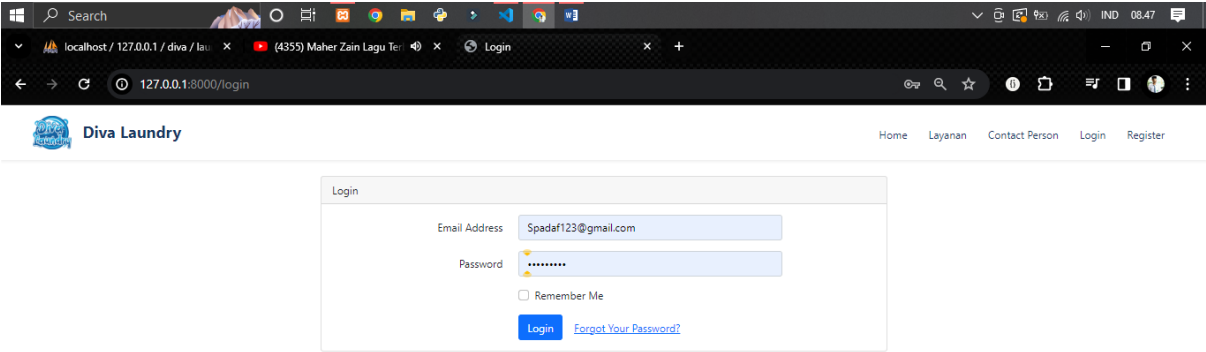 Search
IND 08.47
localhost / 127.0.0.1 / diva / lau
(4355) Maher Zain Lagu Ter
Login
127.0.0.1:8000/login
Diva Laundry
Diva Laundry
Home Layanan Contact Person Login Register
Login
Email Address Spadaf123@gmail.com
Password •••••••••
Remember Me
Login Forgot Your Password?